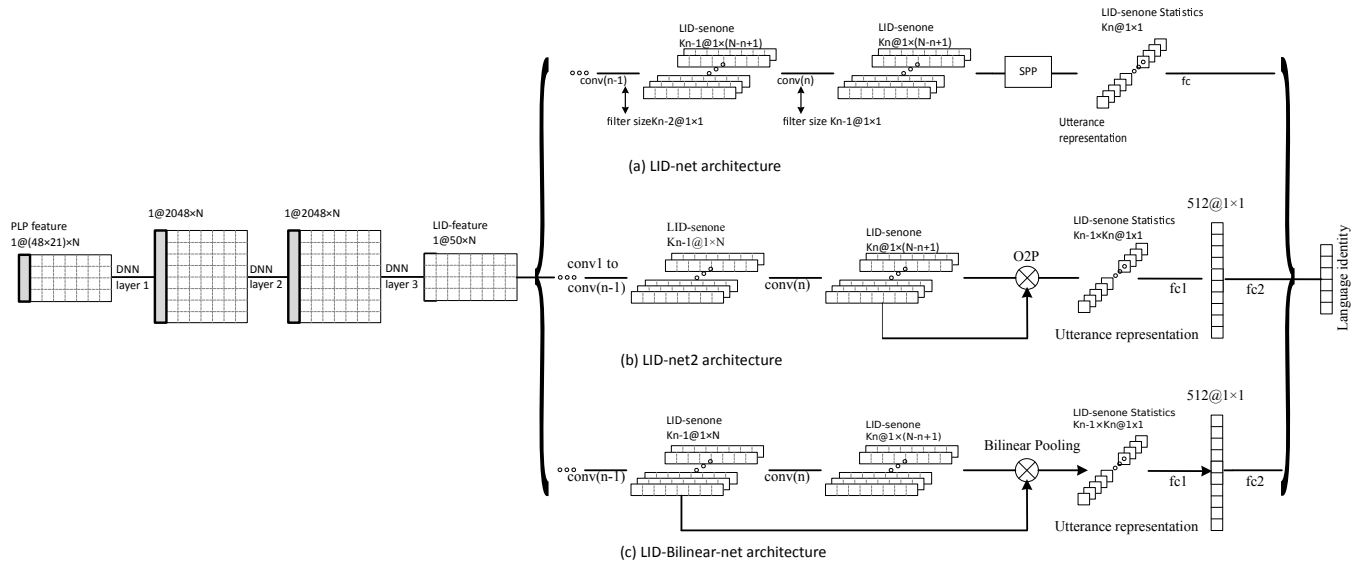 LID-senone
Kn-1@1×(N-n+1)
LID-senone
Kn@1×(N-n+1)
LID-senone Statistics
Kn@1×1
conv(n-1)
conv(n)
SPP
fc
filter sizeKn-2@1×1
filter size Kn-1@1×1
Utterance
representation
(a) LID-net architecture
PLP feature
1@(48×21)×N
DNN
layer 1
1@2048×N
DNN
layer 2
1@2048×N
DNN
layer 3
LID-feature
1@50×N
LID-senone
Kn-1@1×N
LID-senone
Kn@1×(N-n+1)
LID-senone Statistics
Kn-1×Kn@1x1
512@1×1
conv1 to
conv(n-1)
conv(n)
O2P
fc1
fc2
Utterance representation
Language identity
(b) LID-net2 architecture
LID-senone
Kn-1@1×N
LID-senone
Kn@1×(N-n+1)
LID-senone Statistics
Kn-1×Kn@1x1
512@1×1
Bilinear Pooling
conv(n-1)
conv(n)
fc1
fc2
Utterance representation
(c) LID-Bilinear-net architecture